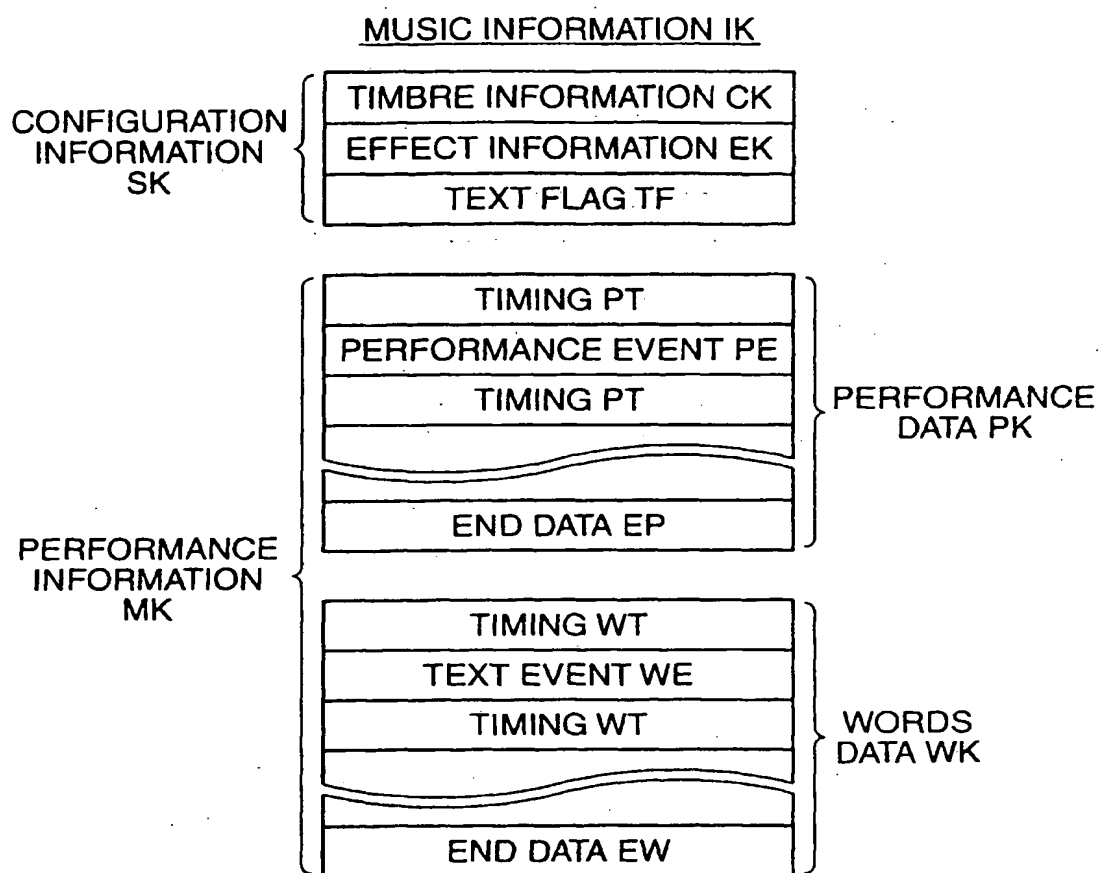 MUSIC INFORMATION IK
CONFIGURATION
INFORMATION
SK
TIMBRE INFORMATION CK
EFFECT INFORMATION EK
TEXT FLAG TF
PERFORMANCE
INFORMATION
MK
TIMING PT
PERFORMANCE EVENT PE
TIMING PT
END DATA EP
PERFORMANCE
DATA PK
TIMING WT
TEXT EVENT WE
TIMING WT
END DATA EW
WORDS
DATA WK